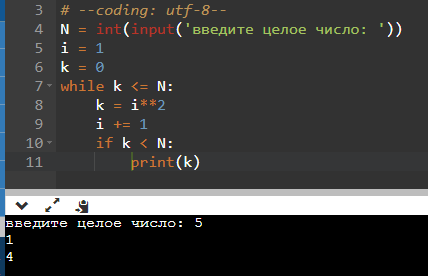 3 # --coding: utf-8--
4 N = int(input('введите целое число: '))
5 i = 1
6 k = 0
7 while k <= N:
8     k = i**2
9     i += 1
10     if k < N:
11         print(k)
введите целое число: 5
1
4